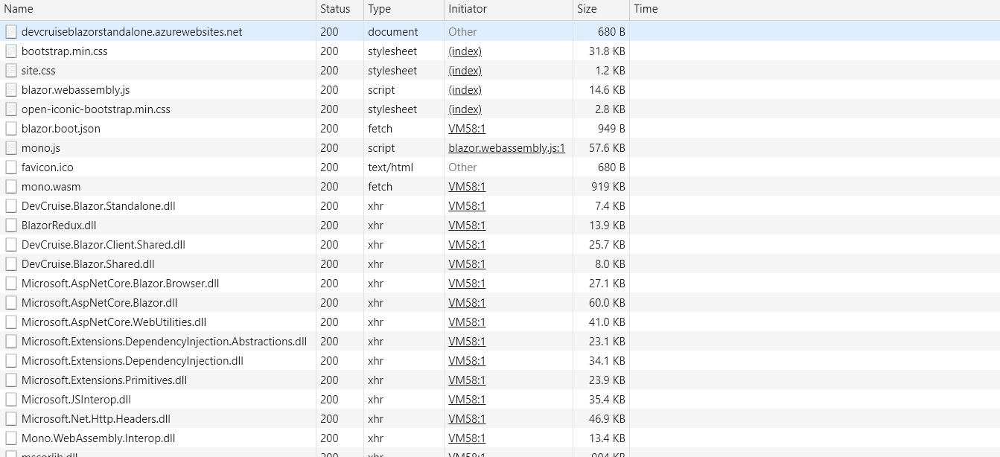 Name Status Type Initiator Size Time
devcruiseblazorstandalone.azurewebsites.net 200 document Other 680 B
bootstrap.min.css 200 stylesheet (index) 31.8 KB
site.css 200 stylesheet (index) 1.2 KB
blazor.webassembly.js 200 script (index) 14.6 KB
open-iconic-bootstrap.min.css 200 stylesheet (index) 2.8 KB
blazor.boot.json 200 fetch VM58:1 949 B
mono.js 200 script blazor.webassembly.js:1 57.6 KB
favicon.ico 200 text/html Other 680 B
mono.wasm 200 fetch VM58:1 919 KB
DevCruise.Blazor.Standalone.dll 200 xhr VM58:1 7.4 KB
BlazorRedux.dll 200 xhr VM58:1 13.9 KB
DevCruise.Blazor.Client.Shared.dll 200 xhr VM58:1 25.7 KB
DevCruise.Blazor.Shared.dll 200 xhr VM58:1 8.0 KB
Microsoft.AspNetCore.Blazor.Browser.dll 200 xhr VM58:1 27.1 KB
Microsoft.AspNetCore.Blazor.dll 200 xhr VM58:1 60.0 KB
Microsoft.AspNetCore.WebUtilities.dll 200 xhr VM58:1 41.0 KB
Microsoft.Extensions.DependencyInjection.Abstractions.dll 200 xhr VM58:1 23.1 KB
Microsoft.Extensions.DependencyInjection.dll 200 xhr VM58:1 34.1 KB
Microsoft.Extensions.Primitives.dll 200 xhr VM58:1 23.9 KB
Microsoft.JSInterop.dll 200 xhr VM58:1 35.4 KB
Microsoft.Net.Http.Headers.dll 200 xhr VM58:1 46.9 KB
Mono.WebAssembly.Interop.dll 200 xhr VM58:1 13.4 KB
mscorlib.dll 200 xhr VM58:1 904 KB